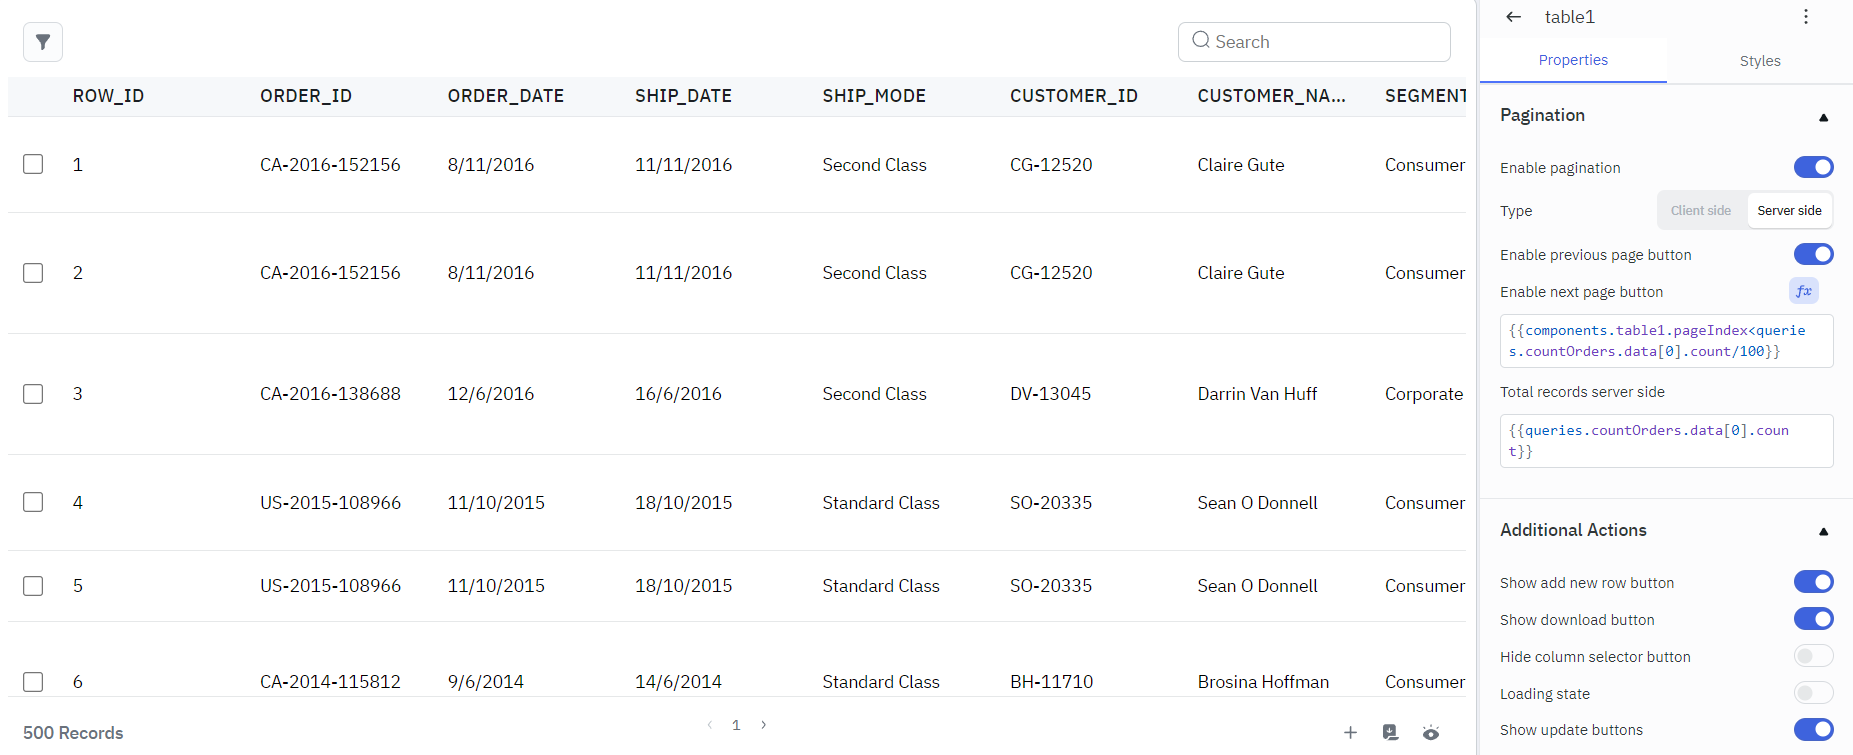 Search
ROW_ID ORDER_ID ORDER_DATE SHIP_DATE SHIP_MODE CUSTOMER_ID CUSTOMER_NA... SEGMENT
1 CA-2016-152156 8/11/2016 11/11/2016 Second Class CG-12520 Claire Gute Consumer
2 CA-2016-152156 8/11/2016 11/11/2016 Second Class CG-12520 Claire Gute Consumer
3 CA-2016-138688 12/6/2016 16/6/2016 Second Class DV-13045 Darrin Van Huff Corporate
4 US-2015-108966 11/10/2015 18/10/2015 Standard Class SO-20335 Sean O Donnell Consumer
5 US-2015-108966 11/10/2015 18/10/2015 Standard Class SO-20335 Sean O Donnell Consumer
6 CA-2014-115812 9/6/2014 14/6/2014 Standard Class BH-11710 Brosina Hoffman Consumer
500 Records
‹ 1 ›
table1
Properties Styles
Pagination
Enable pagination
Type Client side Server side
Enable previous page button
Enable next page button fx
{{components.table1.pageIndex<querie
s.countOrders.data[0].count/100}}
Total records server side
{{queries.countOrders.data[0].coun
t}}
Additional Actions
Show add new row button
Show download button
Hide column selector button
Loading state
Show update buttons